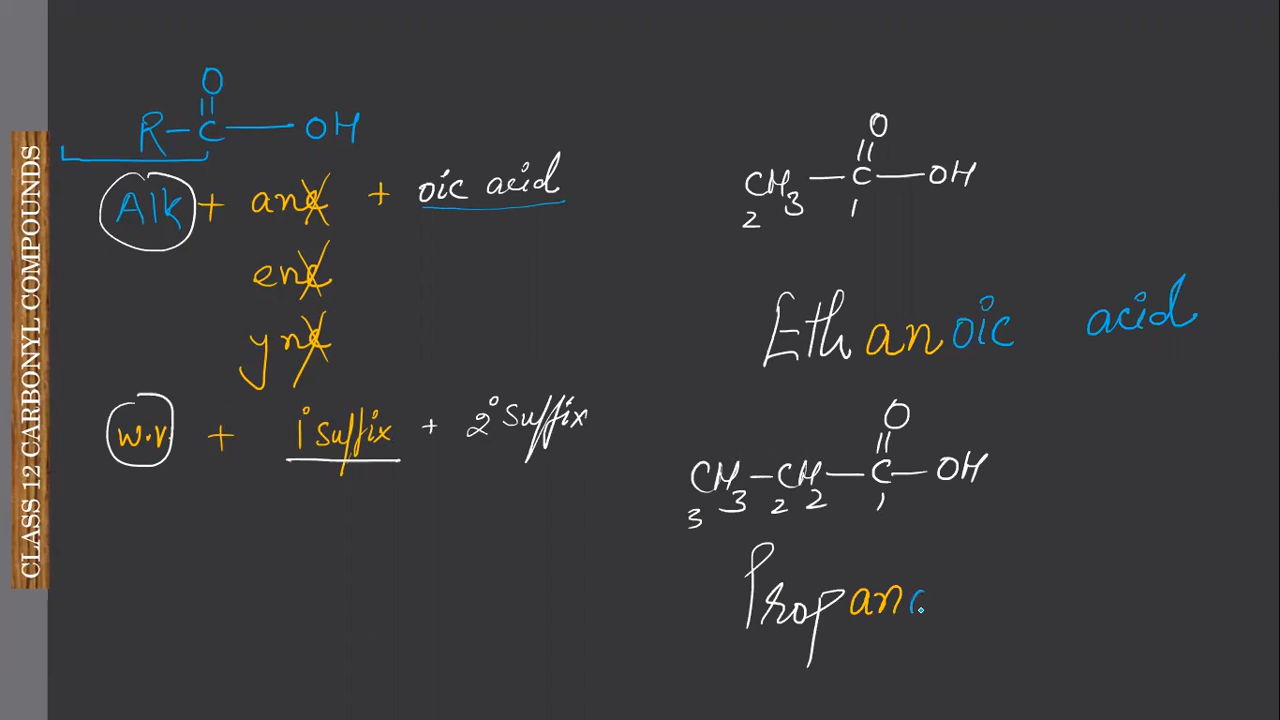 CLASS 12 CARBONYL COMPOUNDS
O
R-C-OH
Alk + ane + oic acid
ene
yne
w.r. + 1° suffix + 2° suffix
O
CH3-C-OH
2 1
Ethanoic acid
O
CH3-CH2-C-OH
3 2 1
Propan